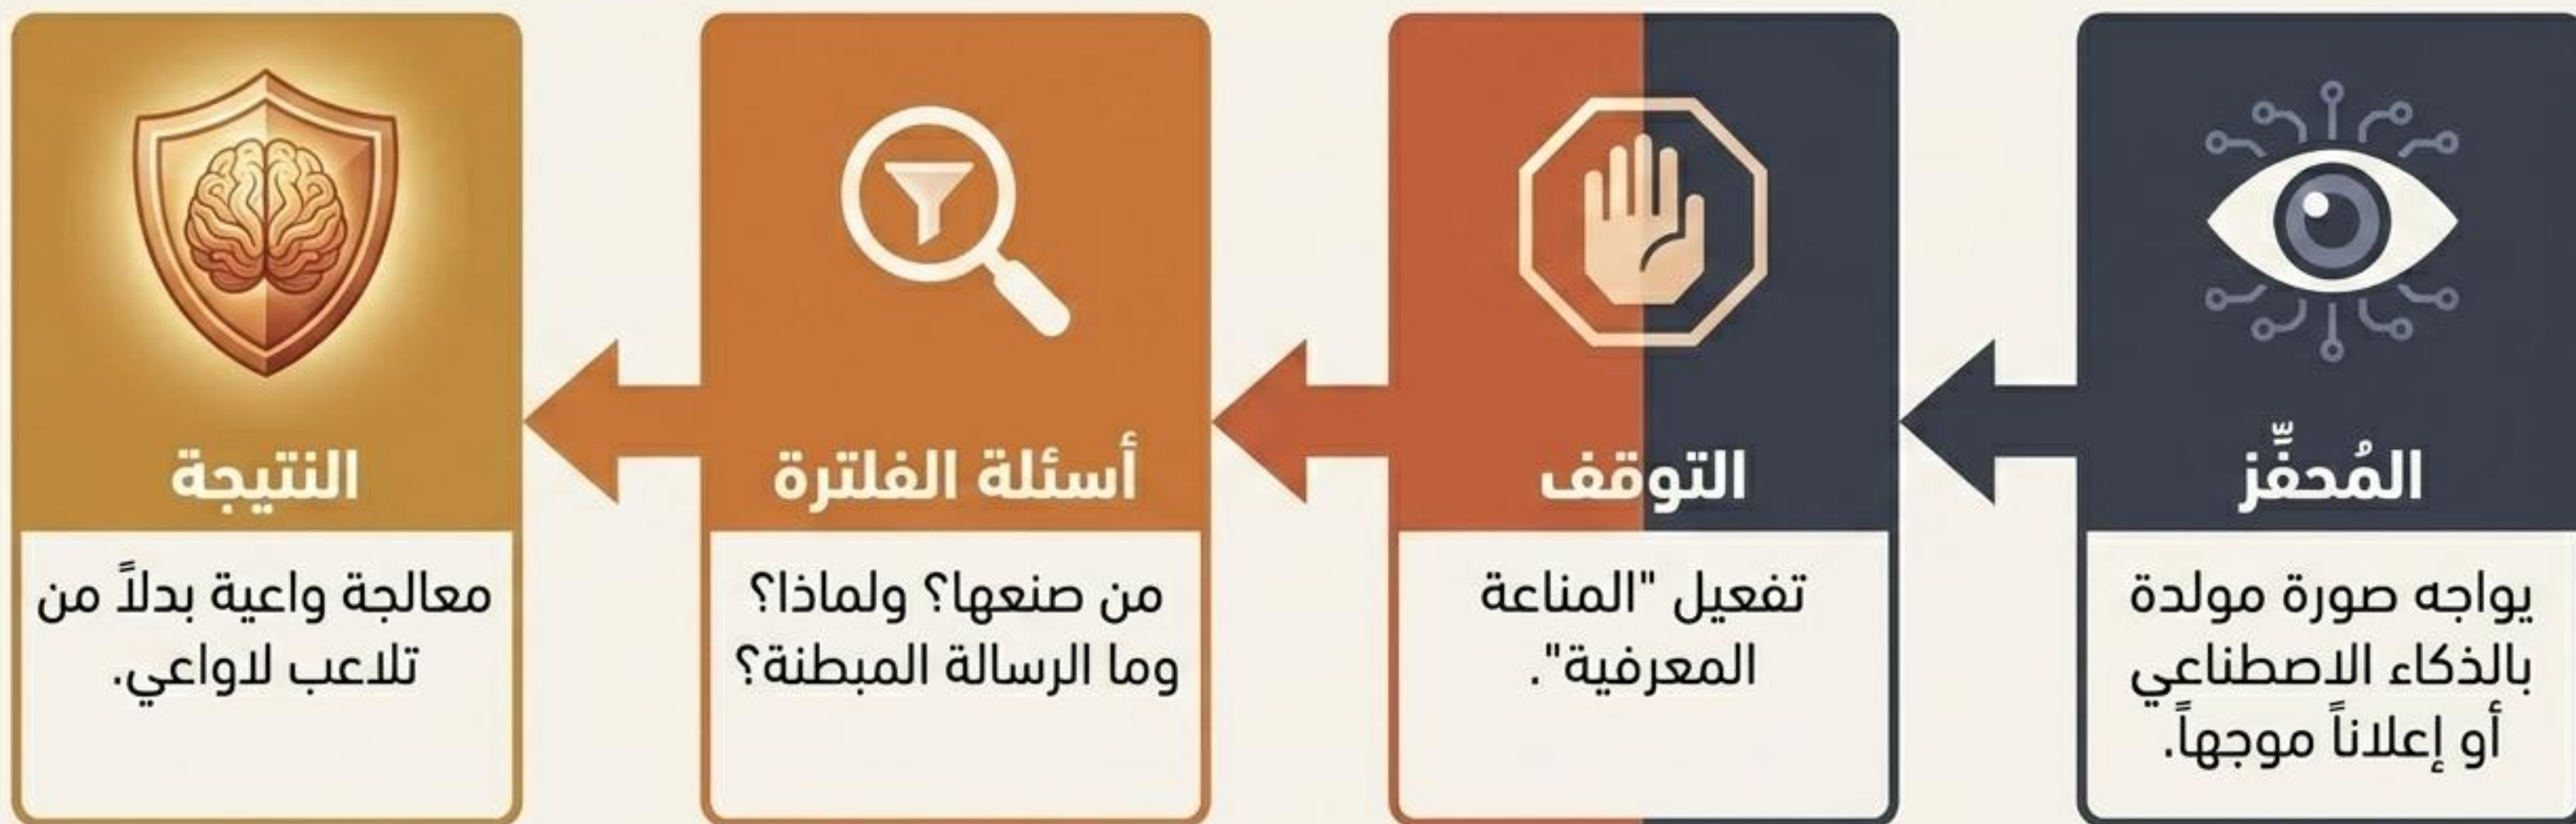 المُحفِّز
يواجه صورة مولدة
بالذكاء الاصطناعي
أو إعلاناً موجهاً.
التوقف
تفعيل "المناعة
المعرفية".
أسئلة الفلترة
من صنعها؟ ولماذا؟
وما الرسالة المبطنة؟
النتيجة
معالجة واعية بدلاً من
تلاعب لاواعي.